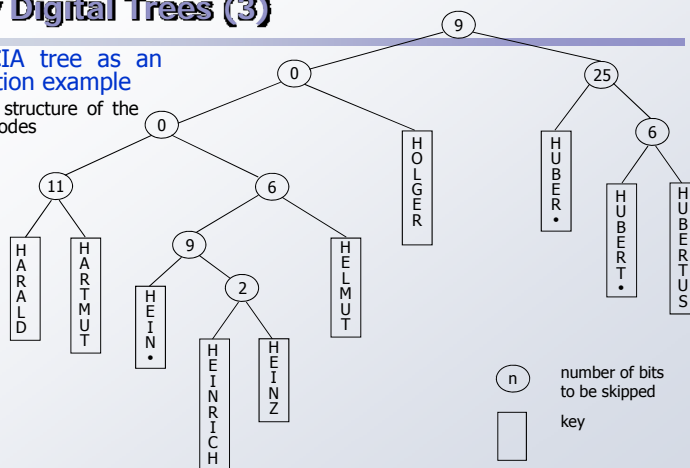 y Digital Trees (3)
CIA tree as an
tion example
structure of the
odes
9
0
25
0
6
11
6
9
2
HOLGER
HUBER•
HUBERT•
HUBERTUS
HARALD
HARTMUT
HEIN•
HELMUT
HEINRICH
HEINZ
n
number of bits
to be skipped
key